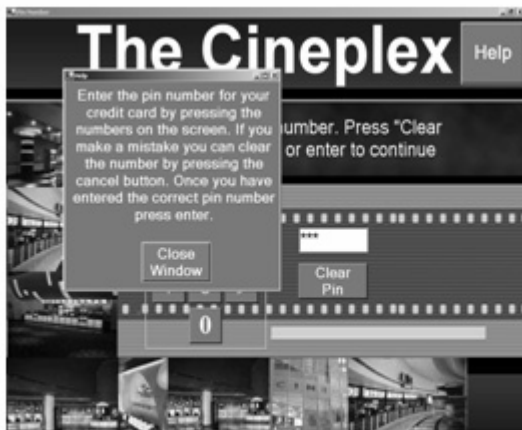 The Cineplex
Help
Help
Enter the pin number for your
credit card by pressing the
numbers on the screen. If you
make a mistake you can clear
the number by pressing the
cancel button. Once you have
entered the correct pin number
press enter.
Close
Window
number. Press "Clear
or enter to continue
***
Clear
Pin
0